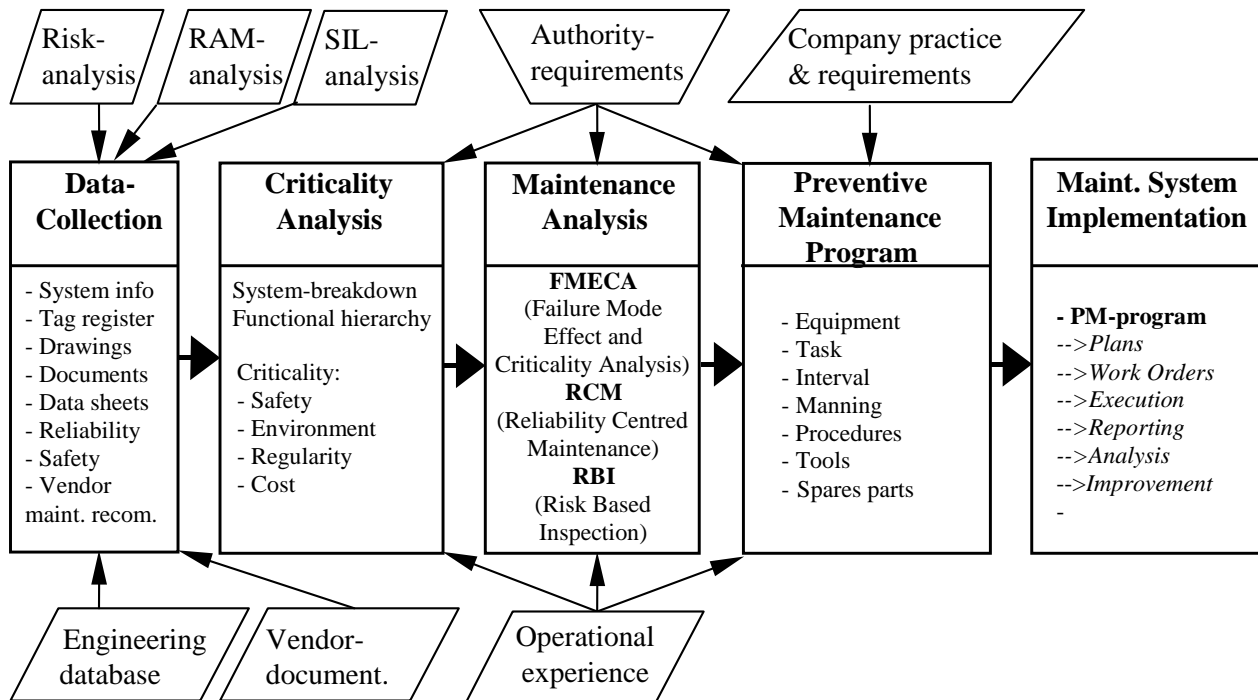 Risk-
analysis
RAM-
analysis
SIL-
analysis
Authority-
requirements
Company practice
& requirements
Data-
Collection
- System info
- Tag register
- Drawings
- Documents
- Data sheets
- Reliability
- Safety
- Vendor
maint. recom.
Criticality
Analysis
System-breakdown
Functional hierarchy
Criticality:
- Safety
- Environment
- Regularity
- Cost
Maintenance
Analysis
FMECA
(Failure Mode
Effect and
Criticality Analysis)
RCM
(Reliability Centred
Maintenance)
RBI
(Risk Based
Inspection)
Preventive
Maintenance
Program
- Equipment
- Task
- Interval
- Manning
- Procedures
- Tools
- Spares parts
Maint. System
Implementation
- PM-program
-->Plans
-->Work Orders
-->Execution
-->Reporting
-->Analysis
-->Improvement
-
Engineering
database
Vendor-
document.
Operational
experience